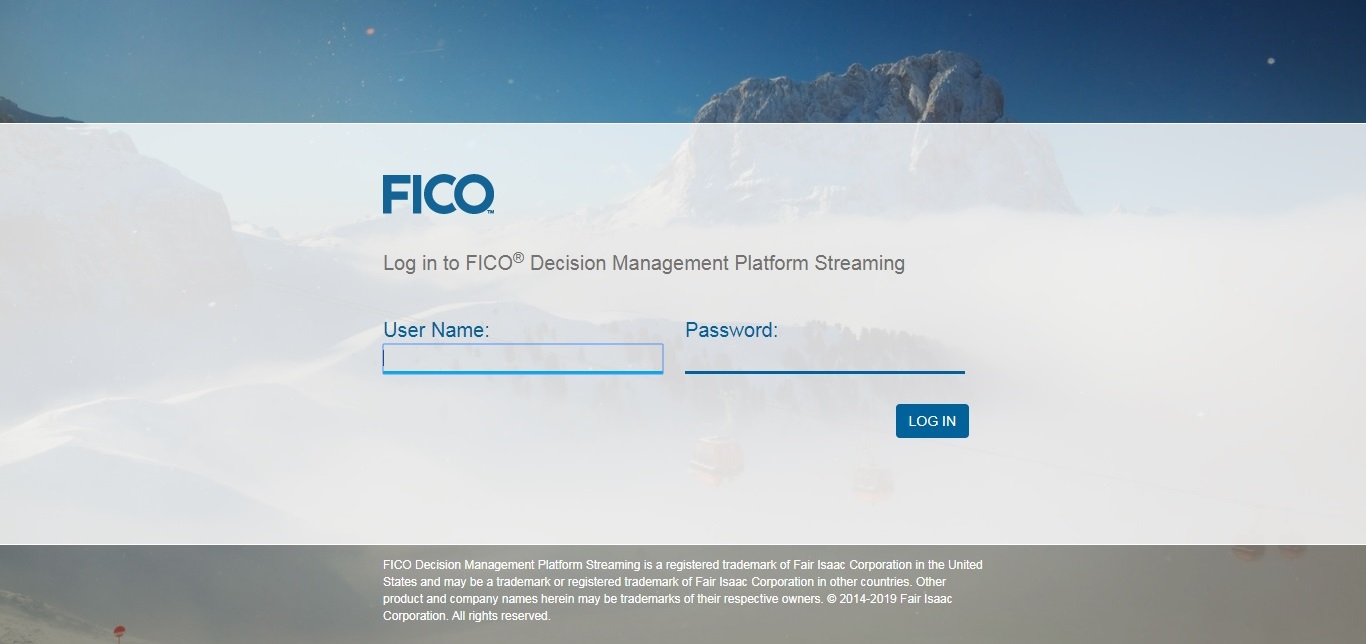 FICO™
Log in to FICO® Decision Management Platform Streaming
User Name:
Password:
LOG IN
FICO Decision Management Platform Streaming is a registered trademark of Fair Isaac Corporation in the United
States and may be a trademark or registered trademark of Fair Isaac Corporation in other countries. Other
product and company names herein may be trademarks of their respective owners. © 2014-2019 Fair Isaac
Corporation. All rights reserved.